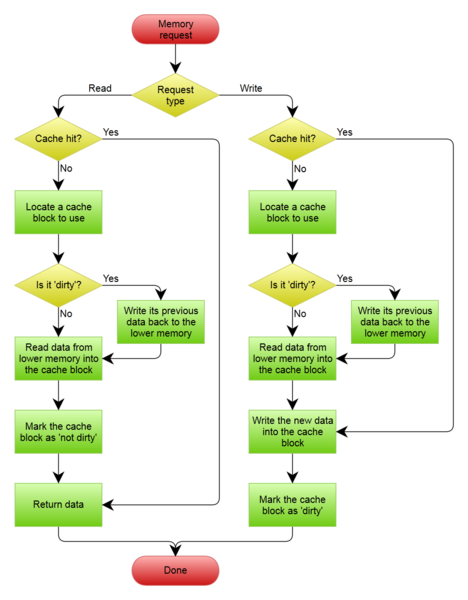 Memory
request
Read
Request
type
Write
Cache hit?
Yes
No
Locate a cache
block to use
Is it 'dirty'?
Yes
No
Write its previous
data back to the
lower memory
Read data from
lower memory into
the cache block
Mark the cache
block as 'not dirty'
Return data
Cache hit?
Yes
No
Locate a cache
block to use
Is it 'dirty'?
Yes
No
Write its previous
data back to the
lower memory
Read data from
lower memory into
the cache block
Write the new data
into the cache
block
Mark the cache
block as 'dirty'
Done